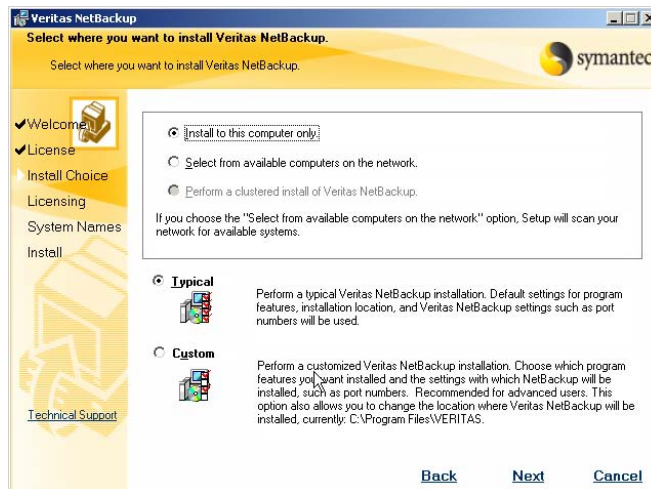 Veritas NetBackup
Select where you want to install Veritas NetBackup.
Select where you want to install Veritas NetBackup.
symantec
Welcome
License
Install Choice
Licensing
System Names
Install
Technical Support
Install to this computer only.
Select from available computers on the network.
Perform a clustered install of Veritas NetBackup.
If you choose the "Select from available computers on the network" option, Setup will scan your
network for available systems.
Typical
Perform a typical Veritas NetBackup installation. Default settings for program
features, installation location, and Veritas NetBackup settings such as port
numbers will be used.
Custom
Perform a customized Veritas NetBackup installation. Choose which program
features you want installed and the settings with which NetBackup will be
installed, such as port numbers. Recommended for advanced users. This
option also allows you to change the location where Veritas NetBackup will be
installed, currently: C:\Program Files\VERITAS.
Back Next Cancel